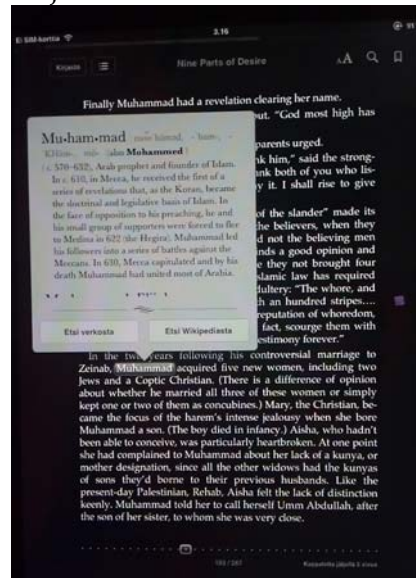 Ei SIM-korttia
3.16
91
Kirjasto
Nine Parts of Desire
AA
Finally Muhammad had a revelation clearing her name.
out. “God most high has
parents urged.
nk him,” said the strong-
ank both of you who lis-
y it. I shall rise to give
of the slander” made its
the believers, when they
d not the believing men
nds a good opinion and
e they not brought four
slamic law has required
dultery: “The whore, and
h an hundred stripes....
reputation of whoredom,
fact, scourge them with
estimony forever.”
Mu·ham·mad
(also Mohammed)
(c. 570–632), Arab prophet and founder of Islam.
In c. 610, in Mecca, he received the first of a
series of revelations that, as the Koran, became
the doctrinal and legislative basis of Islam. In
the face of opposition to his preaching, he and
his small group of supporters were forced to flee
to Medina in 622 (the Hegira). Muhammad led
his followers into a series of battles against the
Meccans. In 630, Mecca capitulated and by his
death Muhammad had united most of Arabia.
Etsi verkosta
Etsi Wikipediasta
In the two years following his controversial marriage to
Zeinab, Muhammad acquired five new women, including two
Jews and a Coptic Christian. (There is a difference of opinion
about whether he married all three of these women or simply
kept one or two of them as concubines.) Mary, the Christian, be-
came the focus of the harem's intense jealousy when she bore
Muhammad a son. (The boy died in infancy.) Aisha, who hadn't
been able to conceive, was particularly heartbroken. At one point
she had complained to Muhammad about her lack of a kunya, or
mother designation, since all the other widows had the kunyas
of sons they'd borne to their previous husbands. Like the
present-day Palestinian, Rehab, Aisha felt the lack of distinction
keenly. Muhammad told her to call herself Umm Abdullah, after
the son of her sister, to whom she was very close.